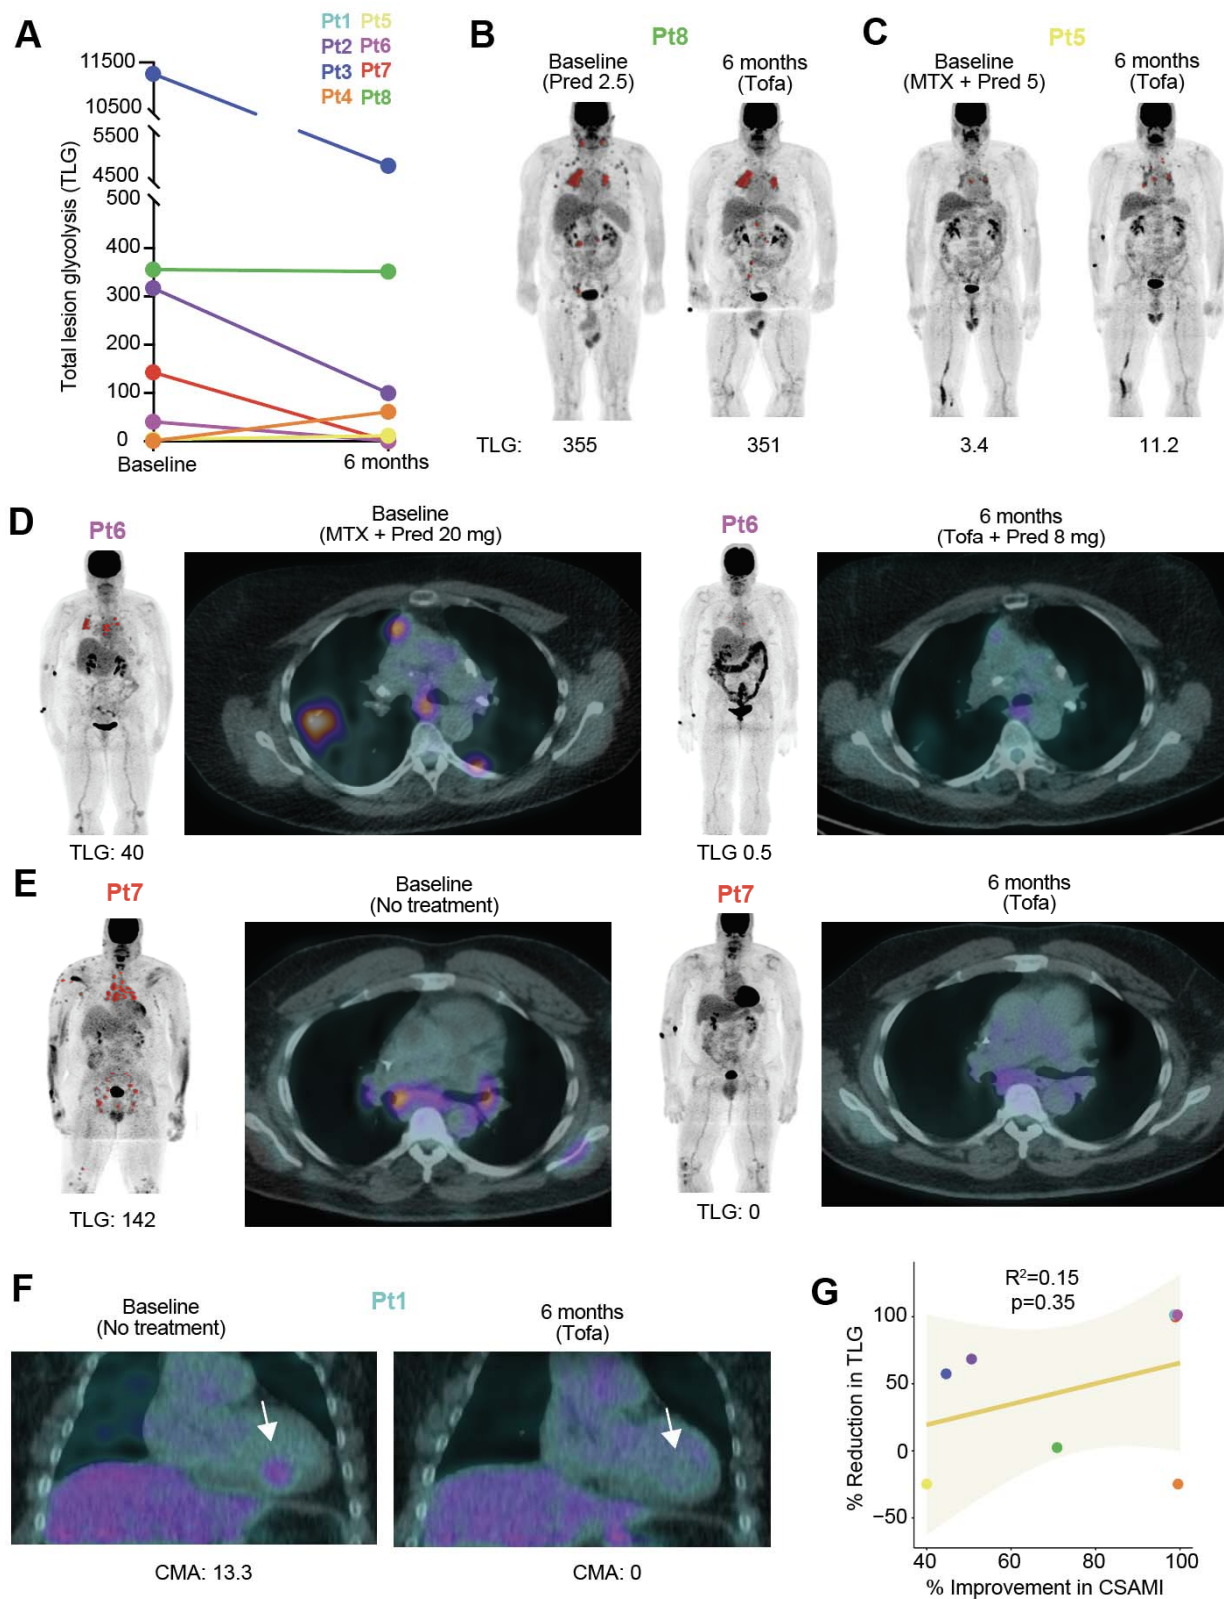 A
Pt1 Pt5
Pt2 Pt6
Pt3 Pt7
Pt4 Pt8
Total lesion glycolysis (TLG)
11500
10500
5500
4500
500
400
300
200
100
0
Baseline
6 months
B
Pt8
Baseline
(Pred 2.5)
6 months
(Tofa)
TLG: 355 351
C
Pt5
Baseline
(MTX + Pred 5)
6 months
(Tofa)
3.4 11.2
D
Pt6
Baseline
(MTX + Pred 20 mg)
TLG: 40
Pt6
6 months
(Tofa + Pred 8 mg)
TLG 0.5
E
Pt7
Baseline
(No treatment)
TLG: 142
Pt7
6 months
(Tofa)
TLG: 0
F
Pt1
Baseline
(No treatment)
6 months
(Tofa)
CMA: 13.3
CMA: 0
G
R²=0.15
p=0.35
% Reduction in TLG
100
50
0
−50
40 60 80 100
% Improvement in CSAMI